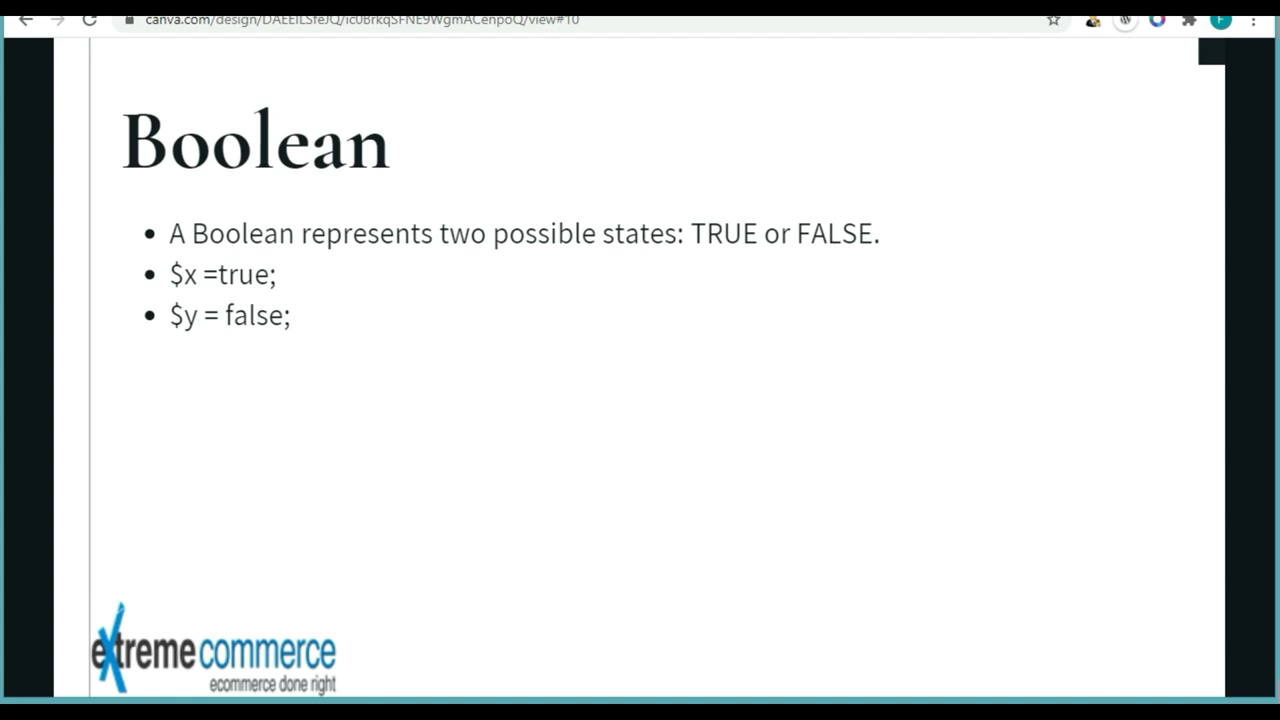 Boolean
• A Boolean represents two possible states: TRUE or FALSE.
• $x =true;
• $y = false;
extreme commerce
ecommerce done right